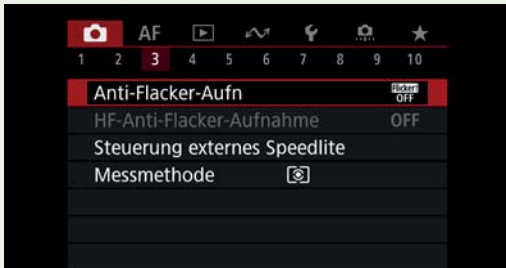 AF
1 2 3 4 5 6 7 8 9 10
Anti-Flacker-Aufn Flicker! OFF
HF-Anti-Flacker-Aufnahme OFF
Steuerung externes Speedlite
Messmethode